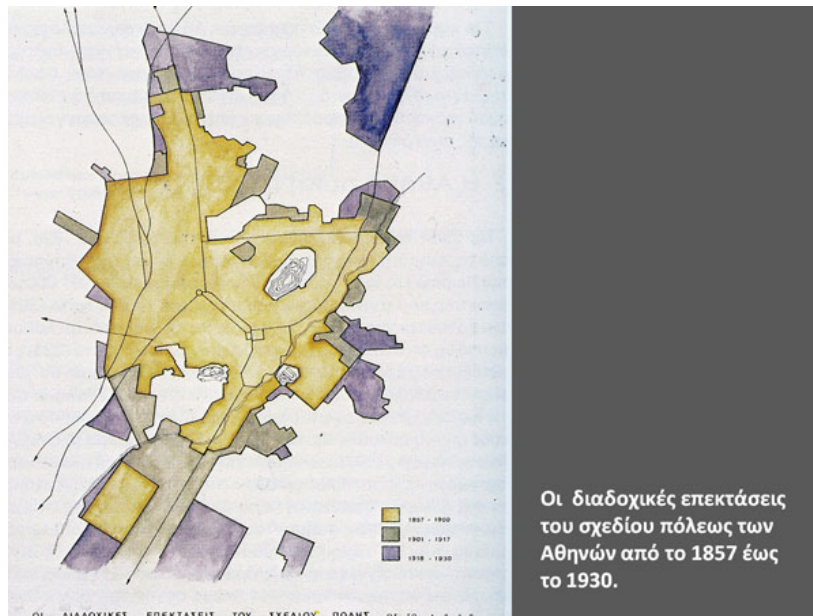 1857 - 1900
1901 - 1917
1918 - 1930
ΟΙ ΔΙΑΔΟΧΙΚΕΣ ΕΠΕΚΤΑΣΕΙΣ ΤΟΥ ΣΧΕΔΙΟΥ ΠΟΛΗΣ
Οι διαδοχικές επεκτάσεις
του σχεδίου πόλεως των
Αθηνών από το 1857 έως
το 1930.